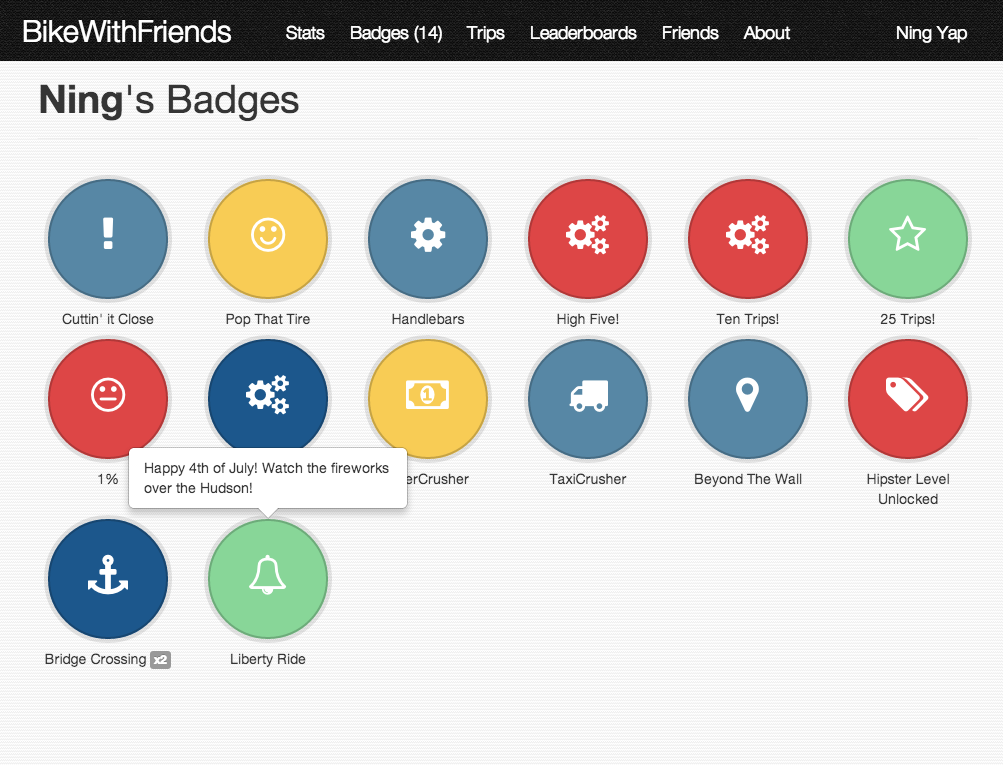 BikeWithFriends Stats Badges (14) Trips Leaderboards Friends About Ning Yap
Ning's Badges
!
Cuttin' it Close Pop That Tire Handlebars High Five! Ten Trips! 25 Trips!
1
1% erCrusher TaxiCrusher Beyond The Wall Hipster Level
Unlocked
Happy 4th of July! Watch the fireworks
over the Hudson!
Bridge Crossing x2 Liberty Ride